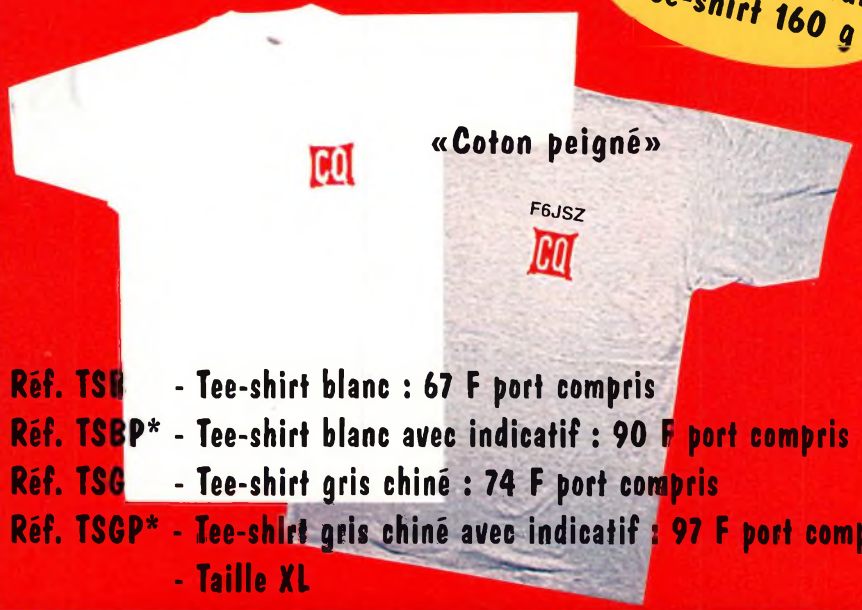 Tee-shirt 160 g
«Coton peigné»
CQ
F6JSZ
CQ
Réf. TSB - Tee-shirt blanc : 67 F port compris
Réf. TSBP* - Tee-shirt blanc avec indicatif : 90 F port compris
Réf. TSG - Tee-shirt gris chiné : 74 F port compris
Réf. TSGP* - Tee-shirt gris chiné avec indicatif : 97 F port
- Taille XL